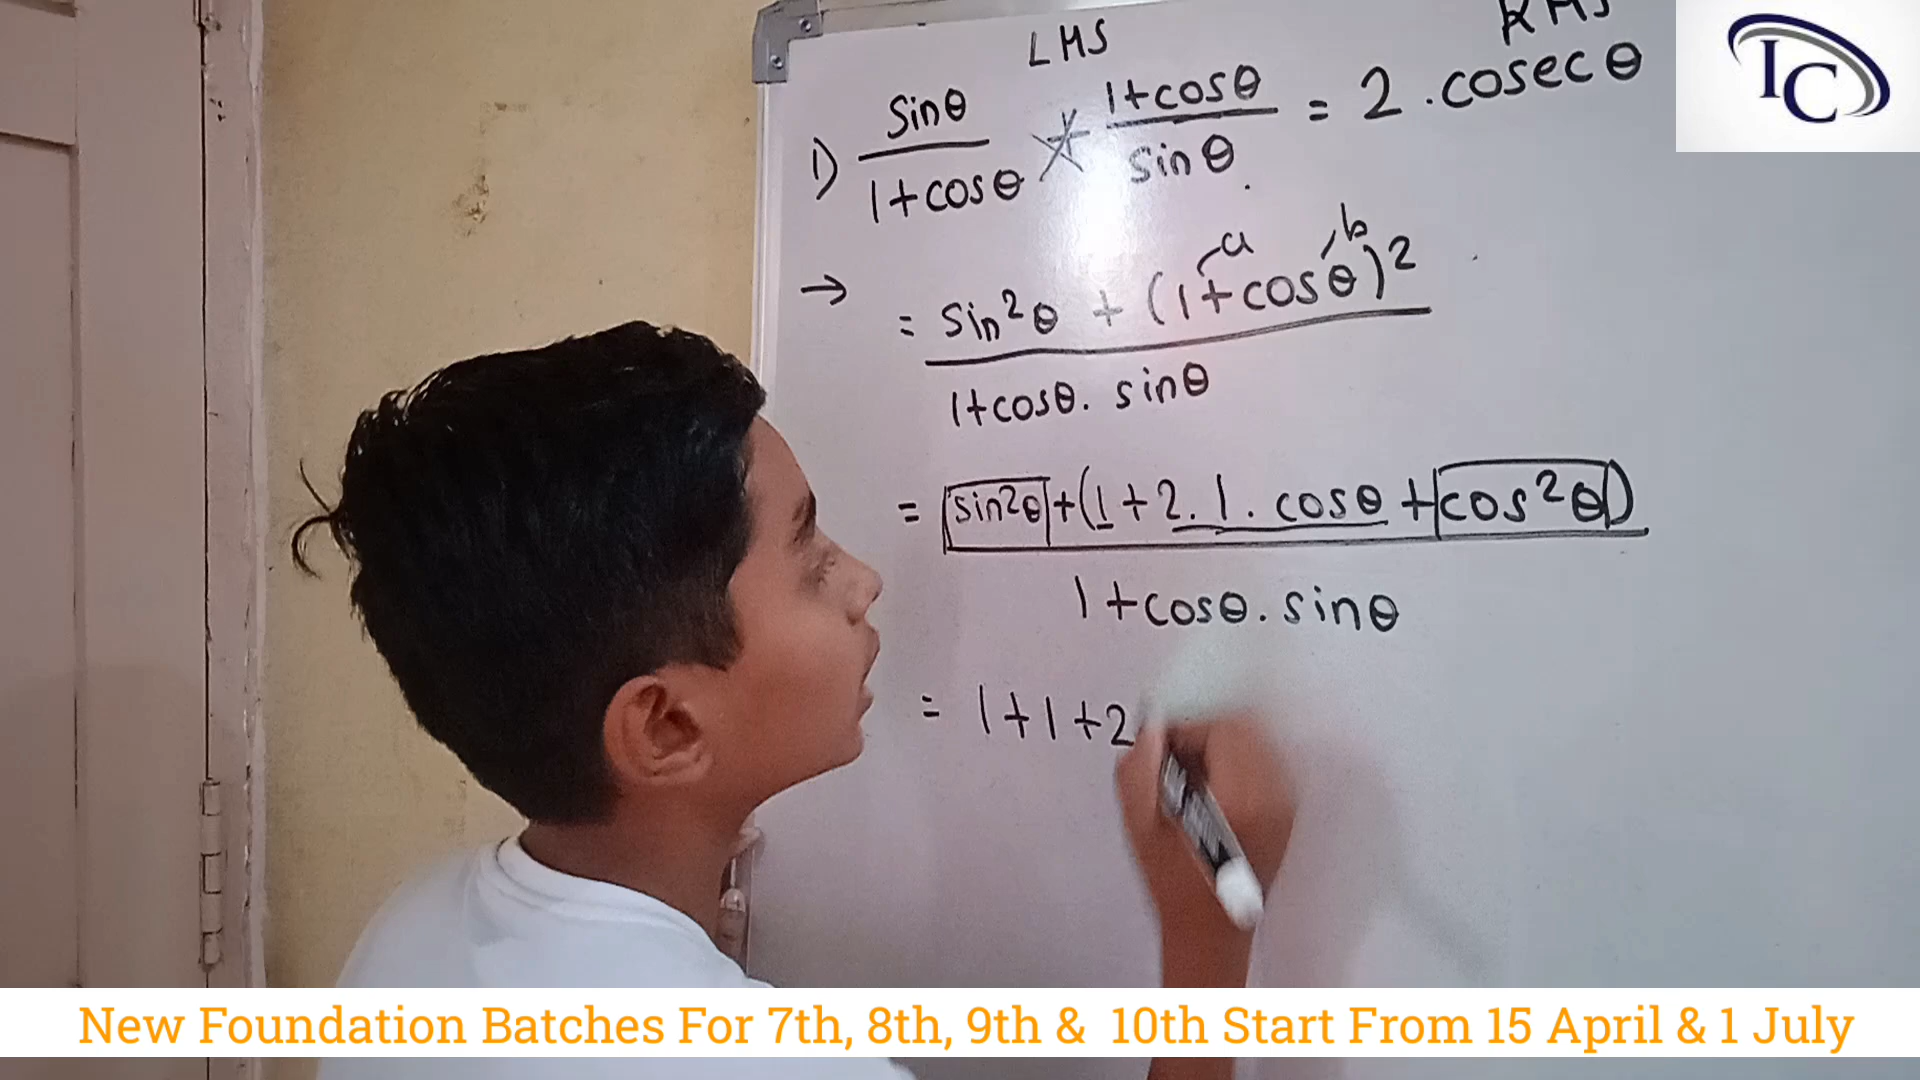 LHS RHS
1) sinθ / 1+cosθ + 1+cosθ / sinθ = 2 . cosec θ
a b
→ = sin²θ + (1+cosθ)² / 1+cosθ. sinθ
= sin²θ + (1 + 2. 1. cosθ + cos²θ) / 1+cosθ. sinθ
= 1+1+2
IC
New Foundation Batches For 7th, 8th, 9th & 10th Start From 15 April & 1 July